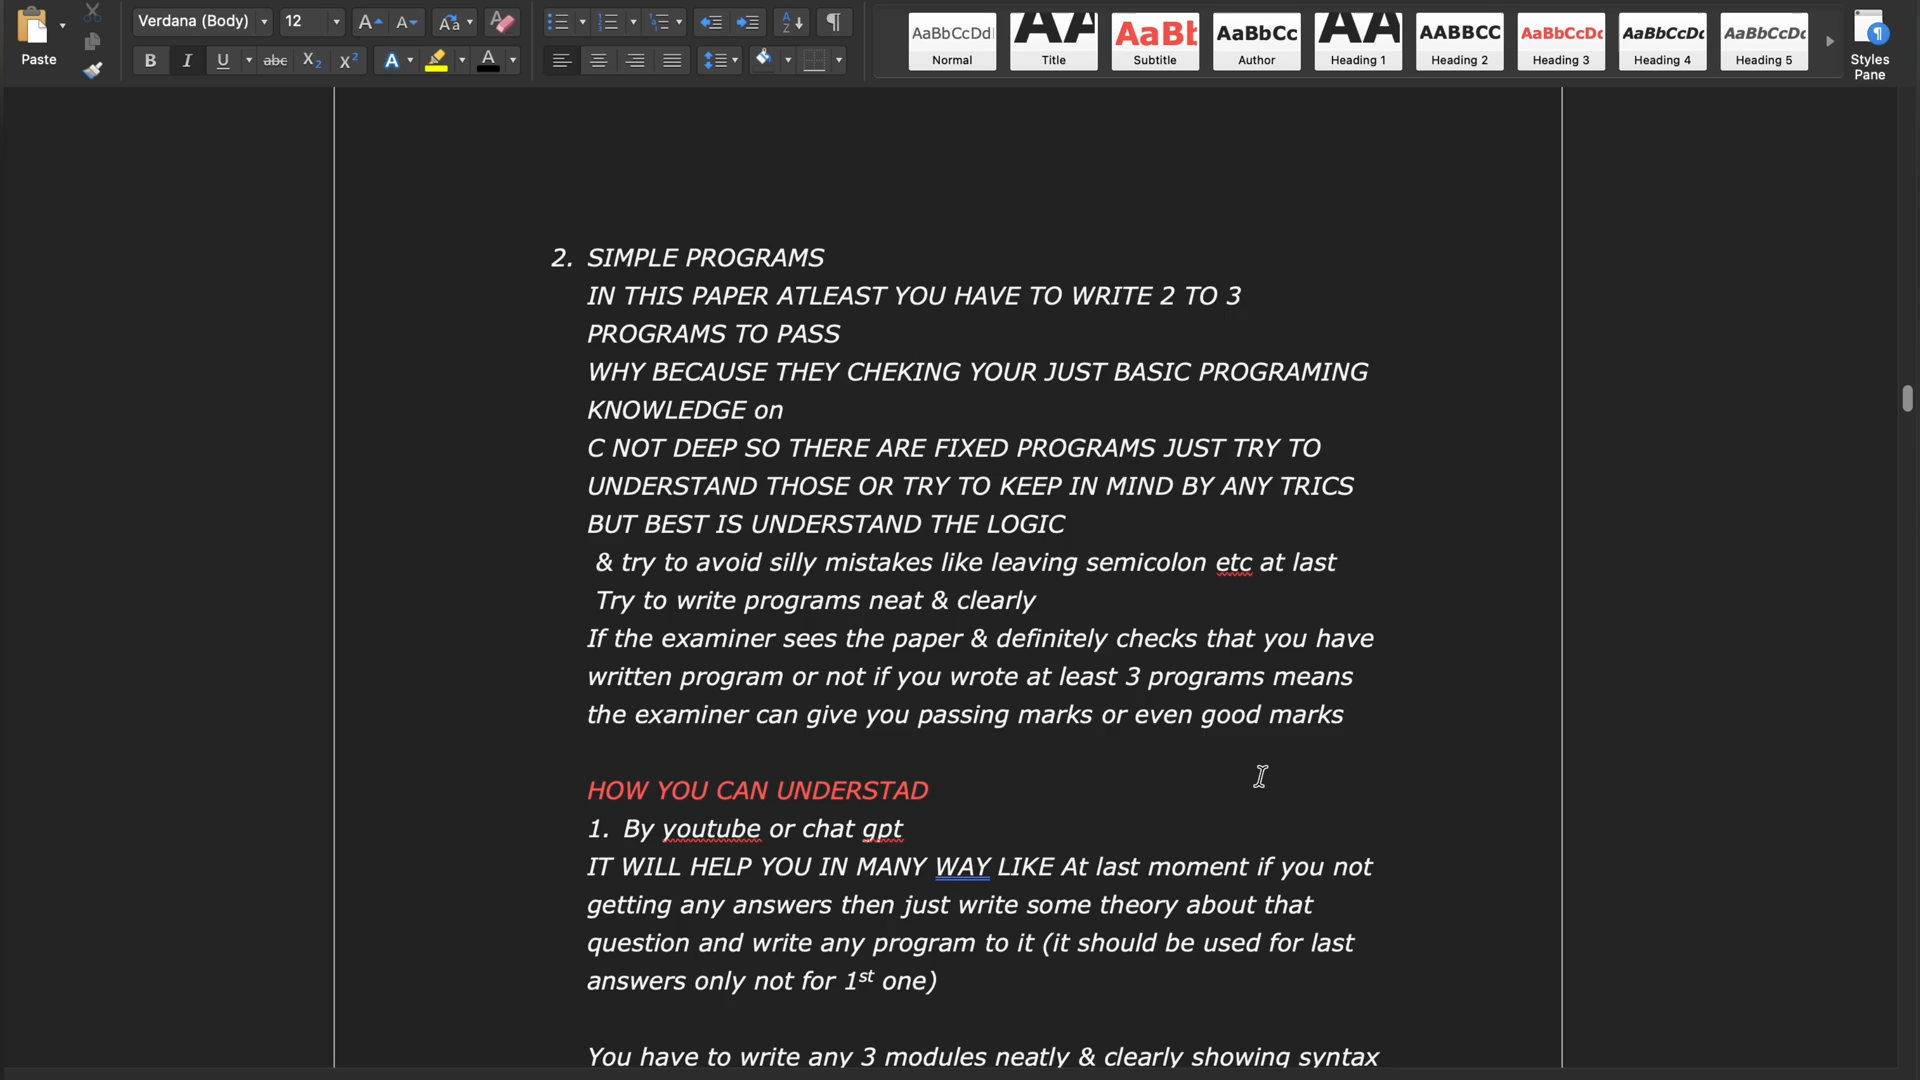 Paste
Verdana (Body)
12
A
A
Aa
A
B
I
U
abc
X2
X2
A
A
AaBbCcDdl
Normal
AA
Title
AaBb
Subtitle
AaBbCc
Author
AA
Heading 1
AABBCC
Heading 2
AaBbCcDc
Heading 3
AaBbCcDc
Heading 4
AaBbCcDc
Heading 5
Styles
Pane
2. SIMPLE PROGRAMS
IN THIS PAPER ATLEAST YOU HAVE TO WRITE 2 TO 3
PROGRAMS TO PASS
WHY BECAUSE THEY CHEKING YOUR JUST BASIC PROGRAMING
KNOWLEDGE on
C NOT DEEP SO THERE ARE FIXED PROGRAMS JUST TRY TO
UNDERSTAND THOSE OR TRY TO KEEP IN MIND BY ANY TRICS
BUT BEST IS UNDERSTAND THE LOGIC
& try to avoid silly mistakes like leaving semicolon etc at last
Try to write programs neat & clearly
If the examiner sees the paper & definitely checks that you have
written program or not if you wrote at least 3 programs means
the examiner can give you passing marks or even good marks
HOW YOU CAN UNDERSTAD
1. By youtube or chat gpt
IT WILL HELP YOU IN MANY WAY LIKE At last moment if you not
getting any answers then just write some theory about that
question and write any program to it (it should be used for last
answers only not for 1st one)
You have to write any 3 modules neatly & clearly showing syntax